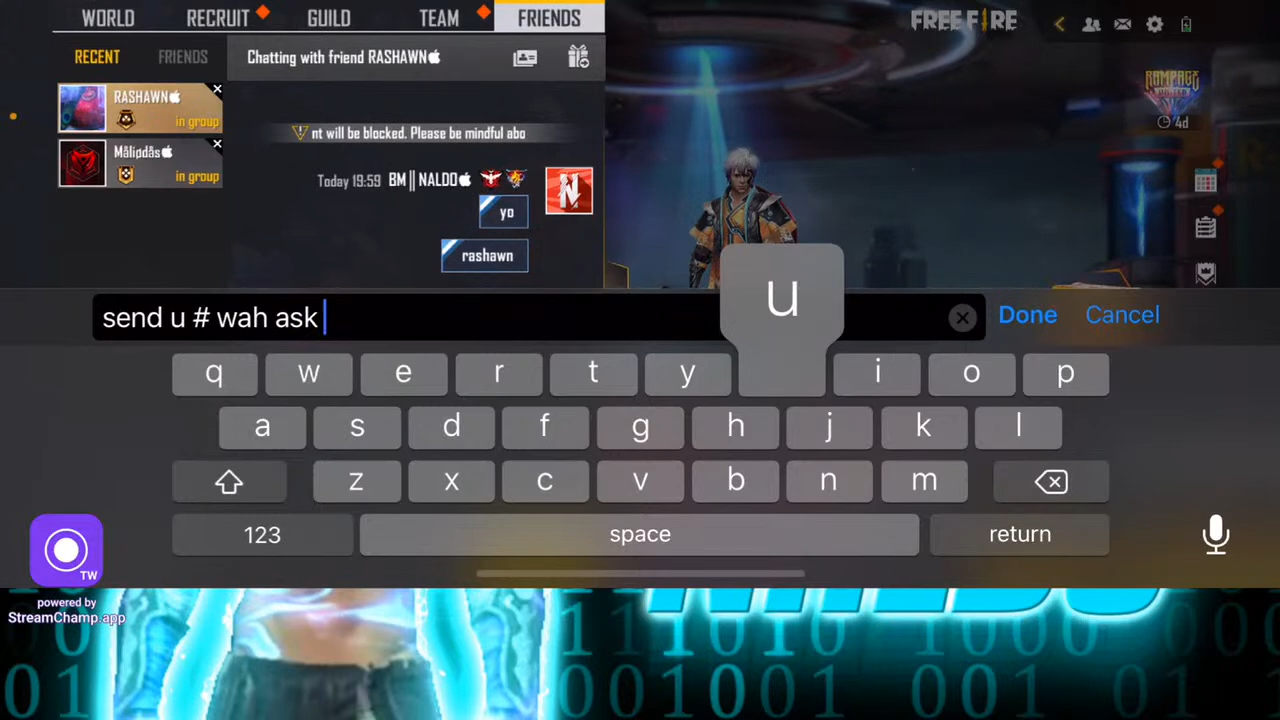 WORLD RECRUIT GUILD TEAM FRIENDS
FREE FIRE
RECENT FRIENDS
Chatting with friend RASHAWN
RASHAWN
in group
Måliødås
in group
nt will be blocked. Please be mindful abo
Today 19:59 BM || NALDO
N
yo
rashawn
RAMPAGE
4d
send u # wah ask
Done Cancel
u
q w e r t y i o p
a s d f g h j k l
z x c v b n m
123 space return
TW
powered by
StreamChamp.app